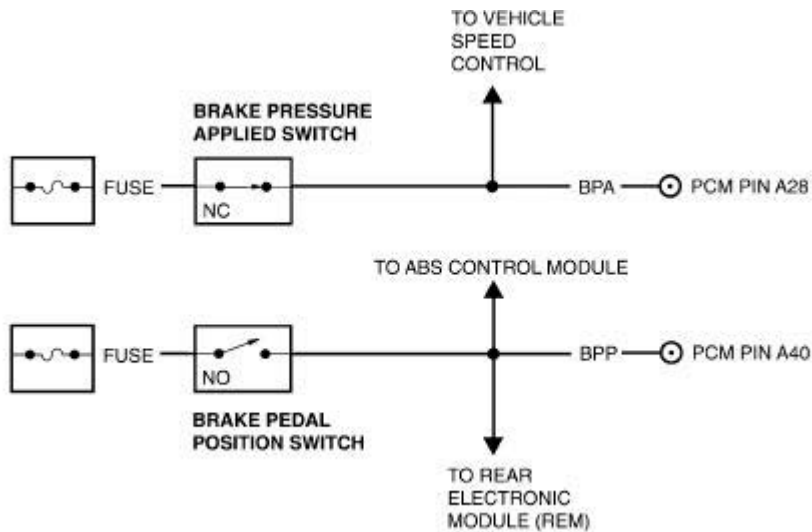 TO VEHICLE
SPEED
CONTROL
BRAKE PRESSURE
APPLIED SWITCH
FUSE
NC
BPA
PCM PIN A28
TO ABS CONTROL MODULE
FUSE
NO
BPP
PCM PIN A40
BRAKE PEDAL
POSITION SWITCH
TO REAR
ELECTRONIC
MODULE (REM)